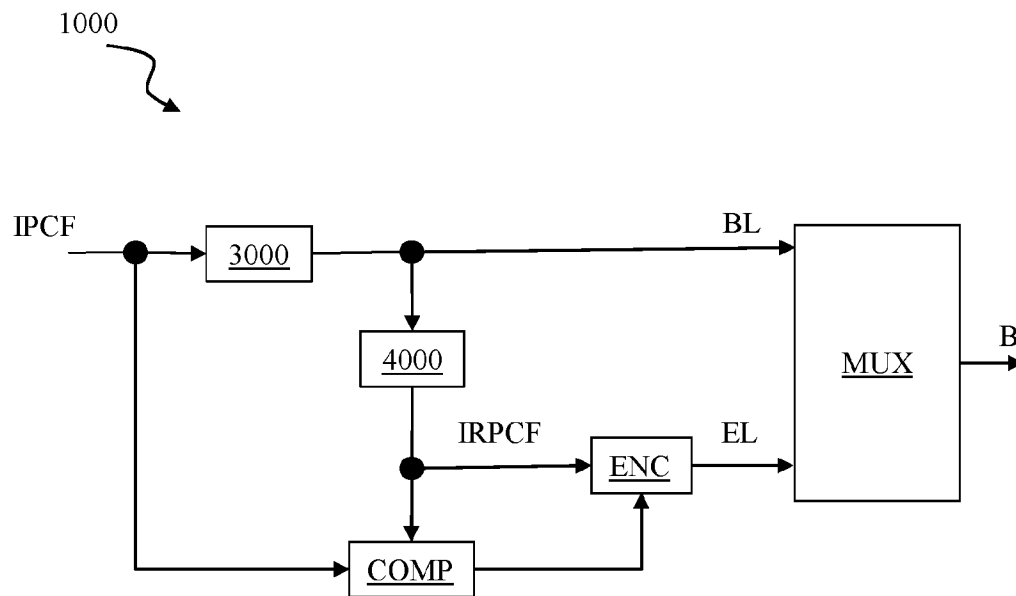 1000
IPCF
3000
BL
4000
MUX
B
IRPCF
ENC
EL
COMP